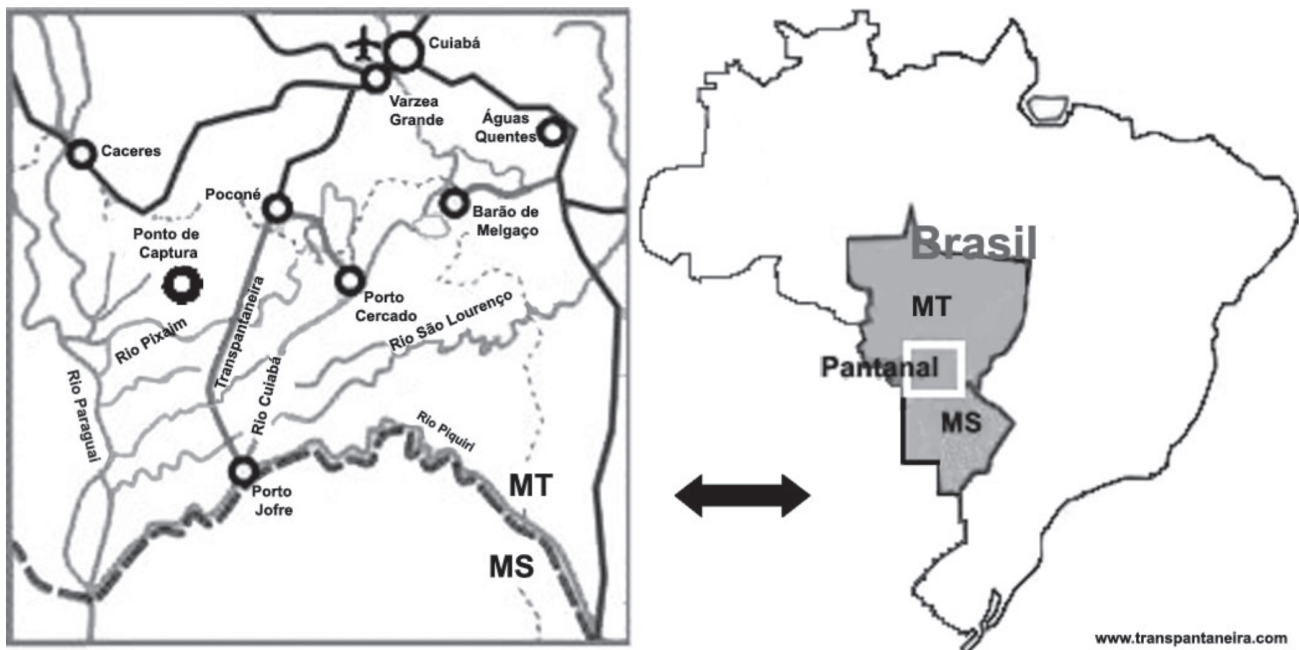 Cuiabá
Varzea
Grande
Águas
Quentes
Caceres
Poconé
Barão de
Melgaço
Ponto de
Captura
Porto
Cercado
Transpantaneira
Rio São Lourenço
Rio Pixaim
Rio Cuiabá
Rio Paraguai
Rio Piquiri
Porto
Jofre
MT
MS
Brasil
MT
Pantanal
MS
www.transpantaneira.com